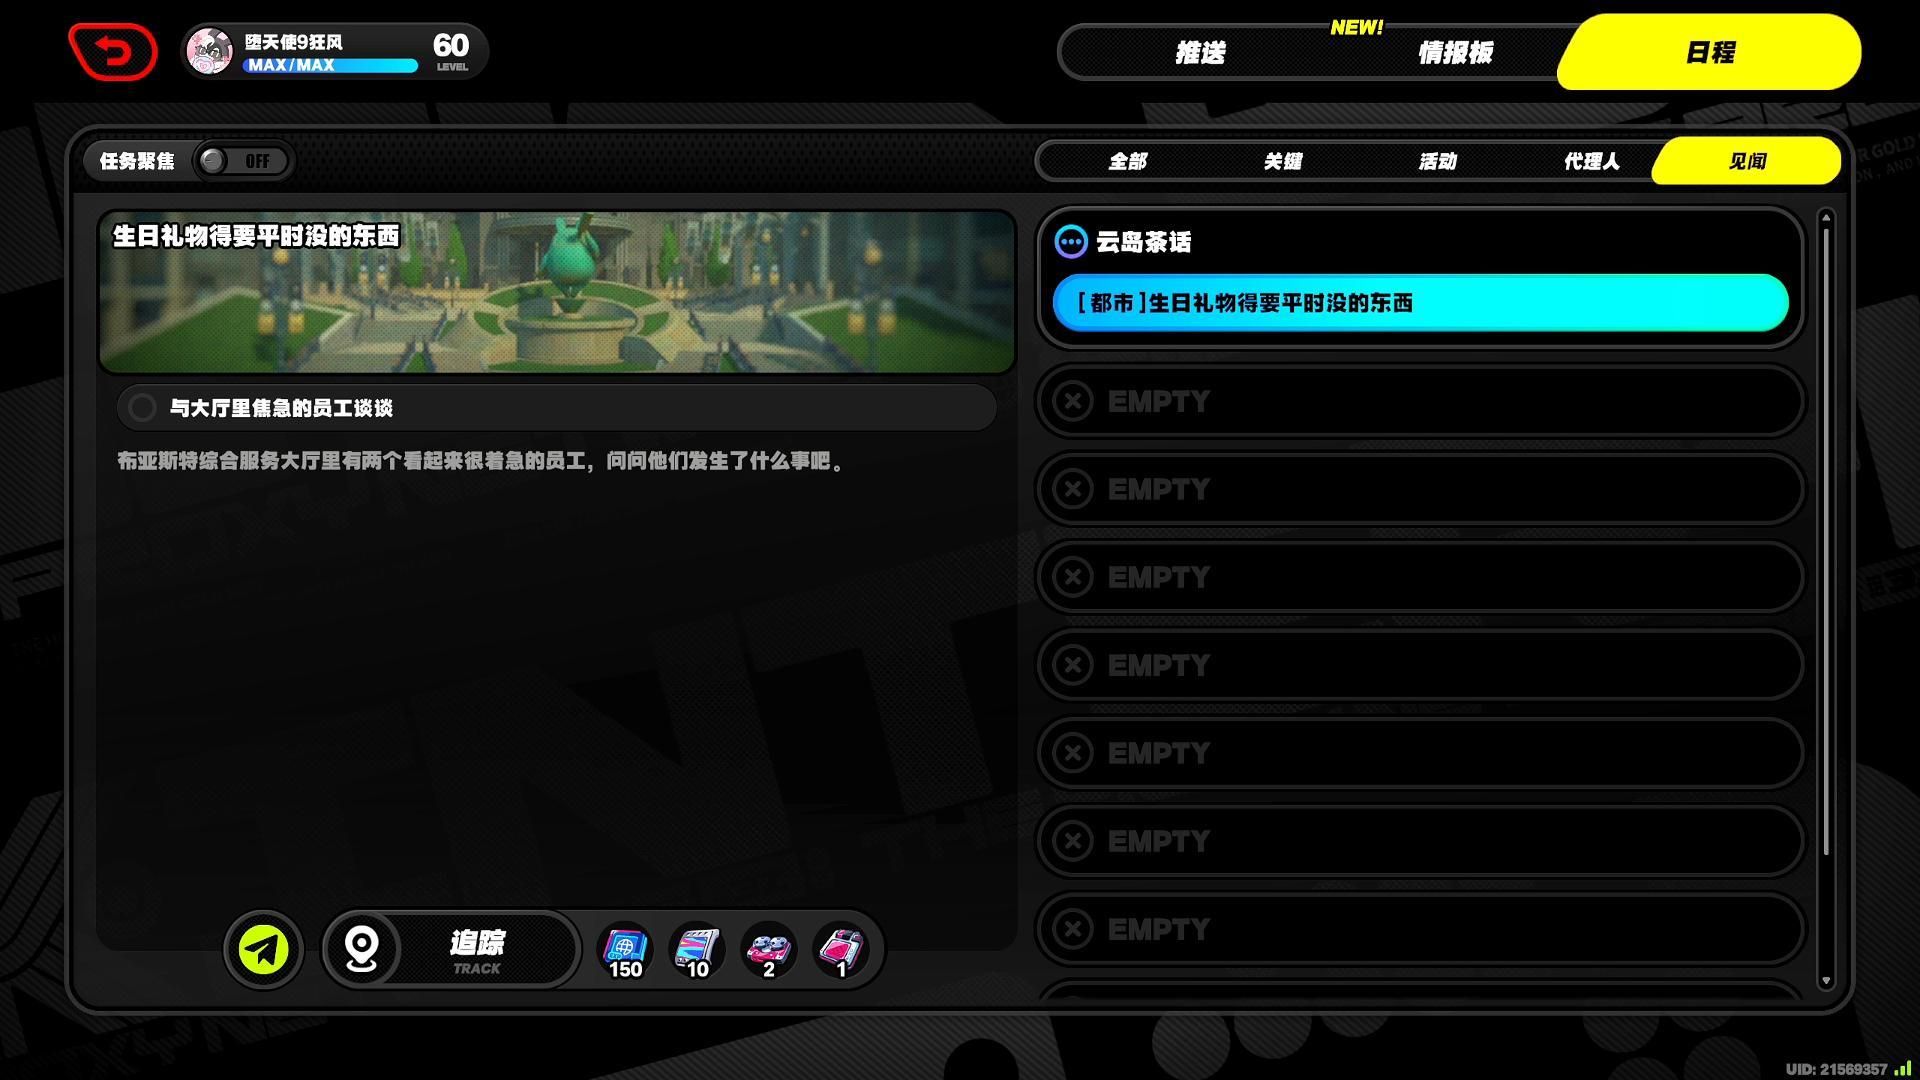 堕天使9狂风
MAX/MAX
60
LEVEL
推送
NEW!
情报板
日程
任务聚焦
OFF
全部
关键
活动
代理人
见闻
生日礼物得要平时没的东西
与大厅里焦急的员工谈谈
布亚斯特综合服务大厅里有两个看起来很着急的员工，问问他们发生了什么事吧。
云岛茶话
[都市]生日礼物得要平时没的东西
EMPTY
EMPTY
EMPTY
EMPTY
EMPTY
EMPTY
EMPTY
追踪
TRACK
150
10
2
1
UID: 21569357